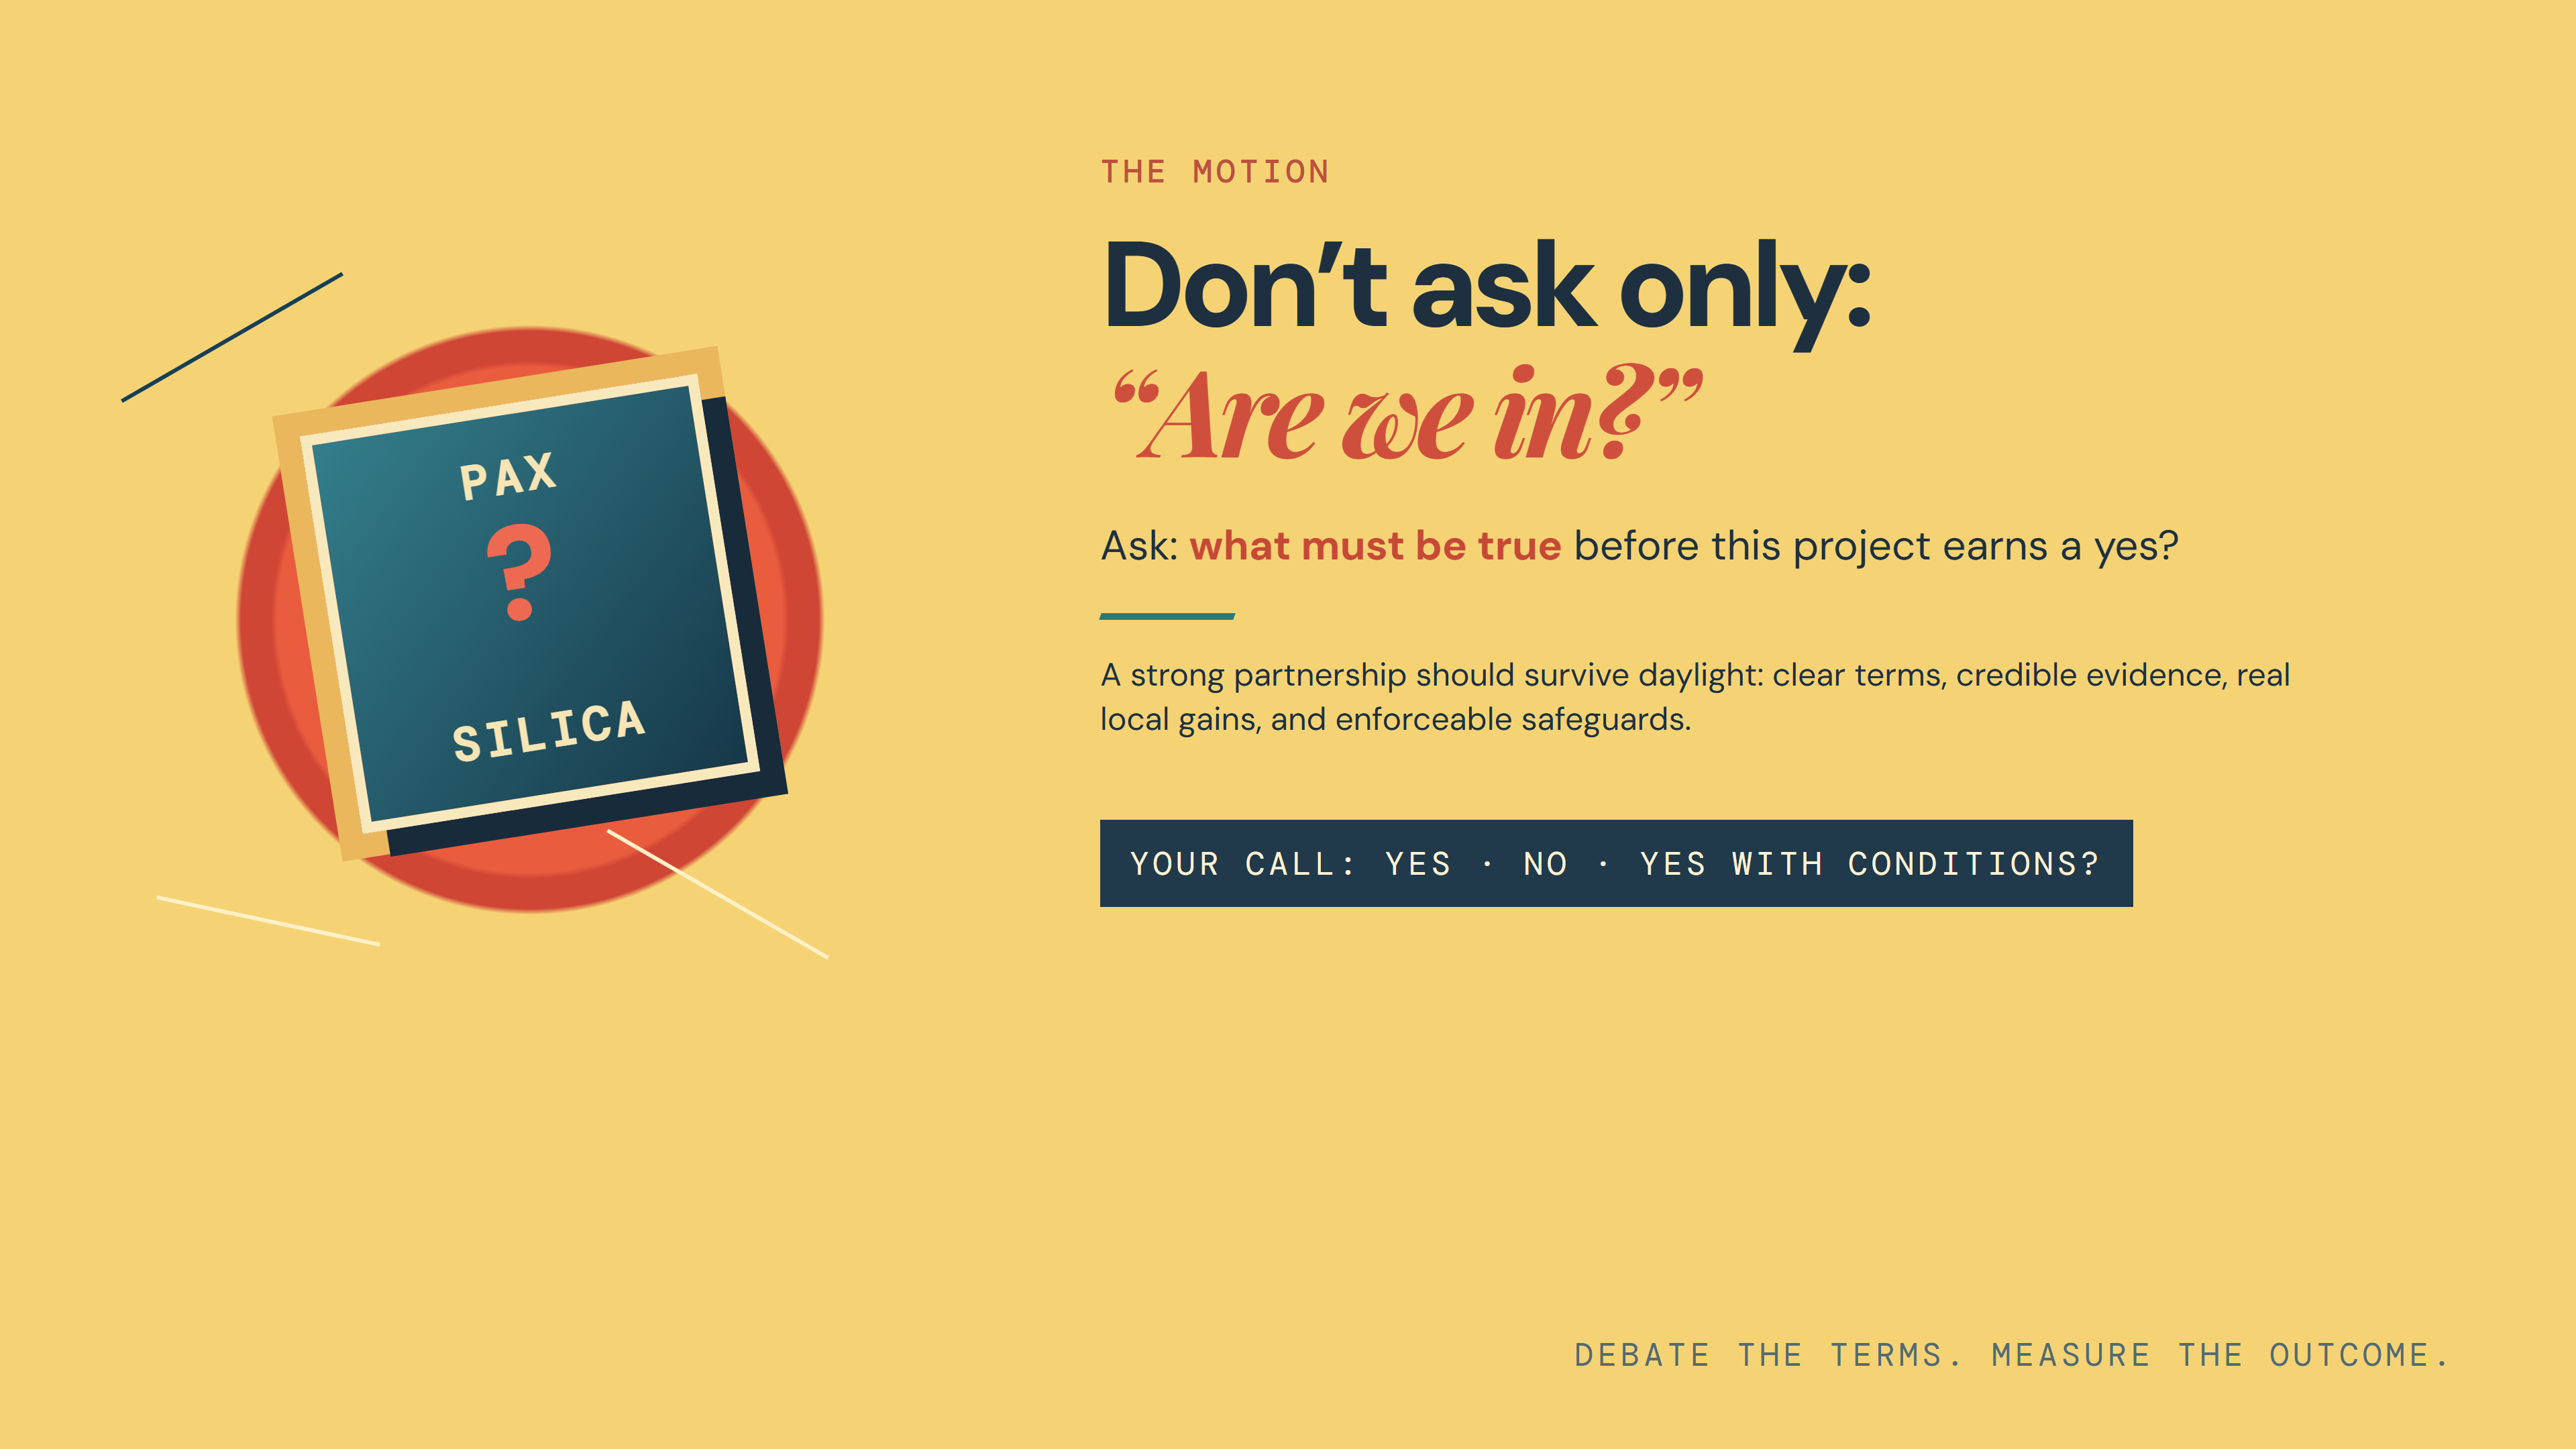 PAX
?
SILICA
THE MOTION
Don’t ask only:
“Are we in?”
Ask: what must be true before this project earns a yes?
A strong partnership should survive daylight: clear terms, credible evidence, real
local gains, and enforceable safeguards.
YOUR CALL: YES · NO · YES WITH CONDITIONS?
DEBATE THE TERMS. MEASURE THE OUTCOME.